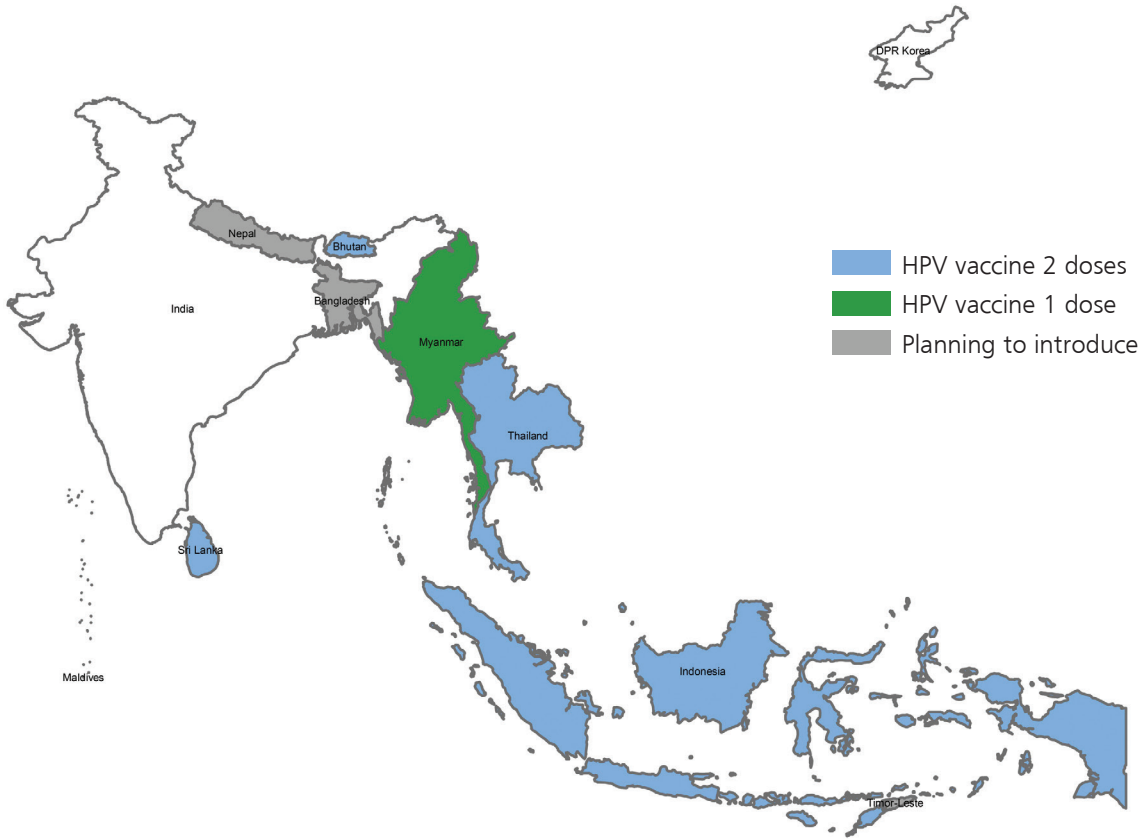 DPR Korea
Nepal
Bhutan
India
Bangladesh
Myanmar
Thailand
Sri Lanka
Maldives
Indonesia
Timor-Leste
HPV vaccine 2 doses
HPV vaccine 1 dose
Planning to introduce